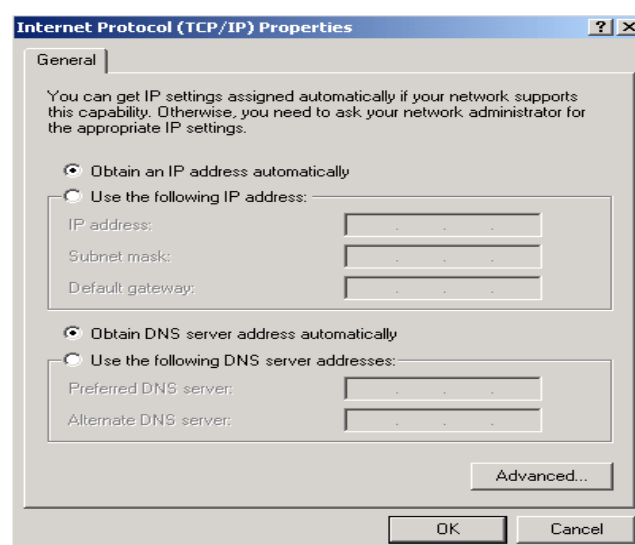 Internet Protocol (TCP/IP) Properties
General
You can get IP settings assigned automatically if your network supports
this capability. Otherwise, you need to ask your network administrator for
the appropriate IP settings.
Obtain an IP address automatically
Use the following IP address:
IP address:
Subnet mask:
Default gateway:
Obtain DNS server address automatically
Use the following DNS server addresses:
Preferred DNS server:
Alternate DNS server:
Advanced...
OK Cancel